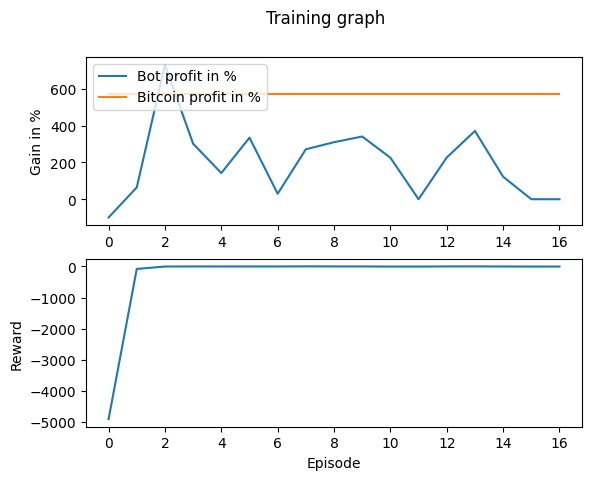 Training graph
Gain in %
600
400
200
0
Bot profit in %
Bitcoin profit in %
0 2 4 6 8 10 12 14 16
Reward
0
−1000
−2000
−3000
−4000
−5000
0 2 4 6 8 10 12 14 16
Episode